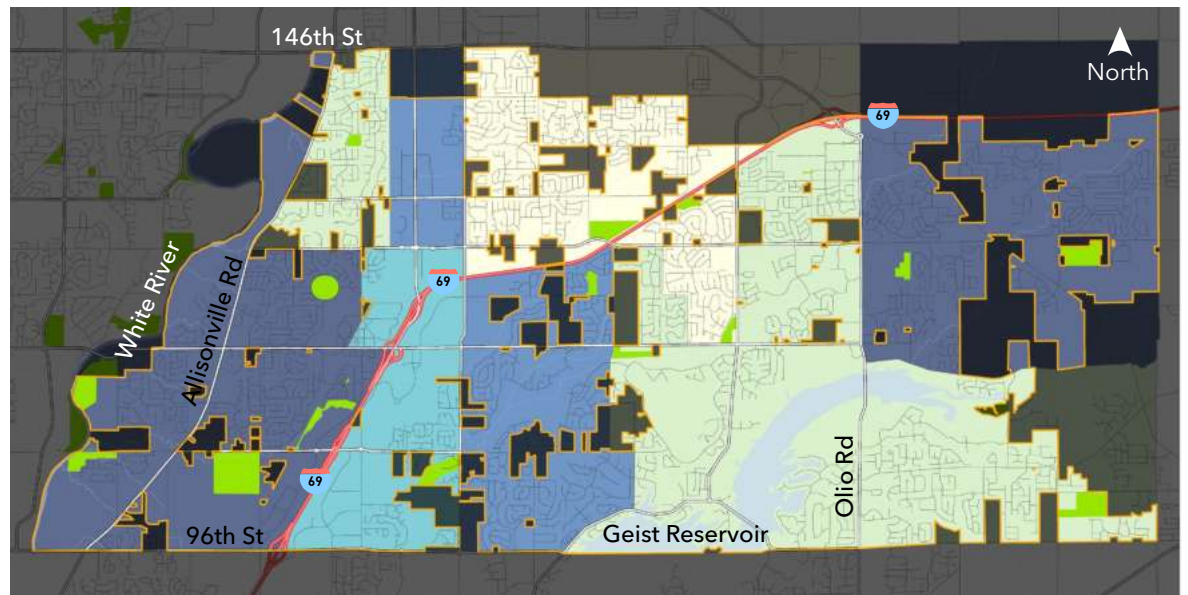 146th St
North
69
White River
Allisonville Rd
69
69
Olio Rd
96th St
Geist Reservoir